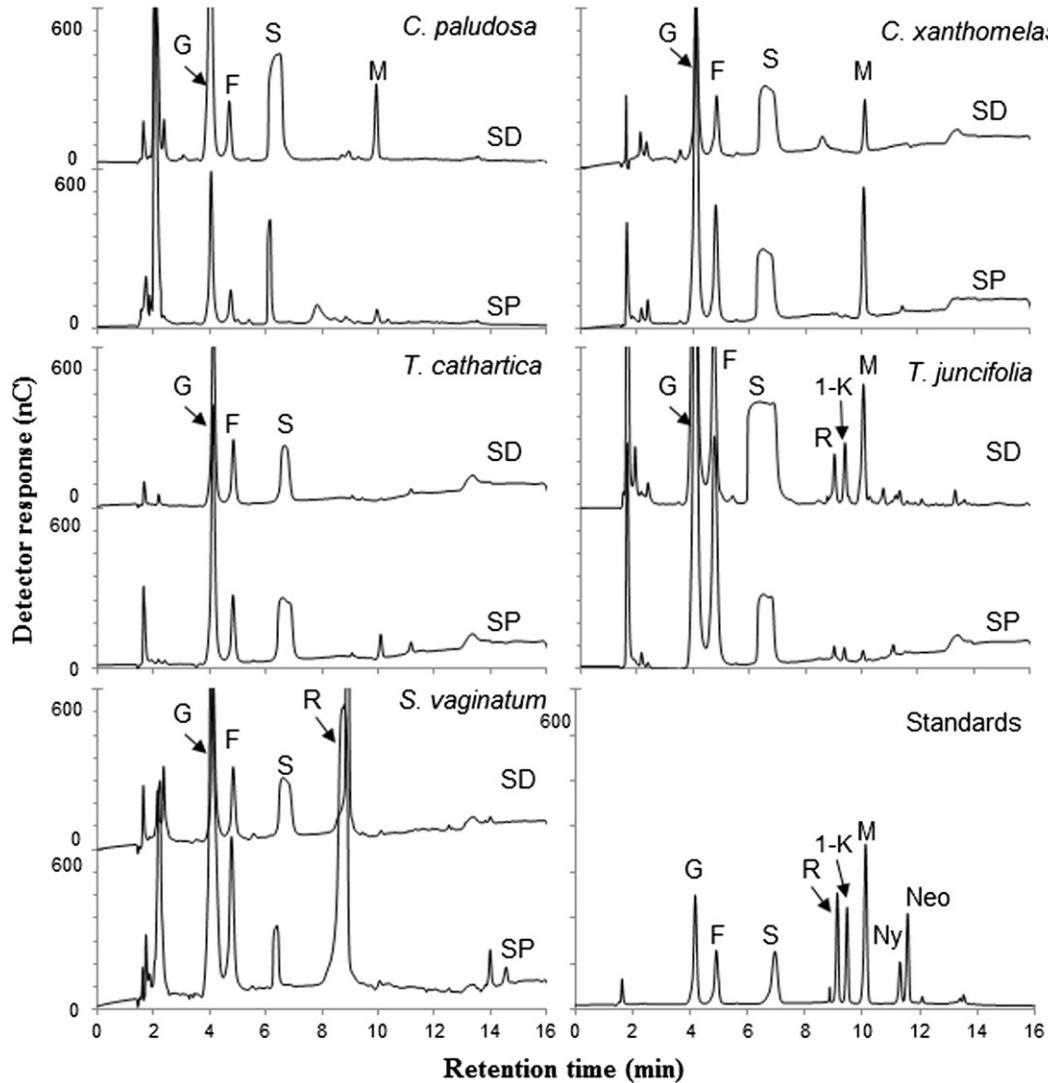 Detector response (nC)
600 C. paludosa
G F S M
SD
0
600
SP
0
C. xanthomelas
G F S M
SD
SP
600 T. cathartica
G F S
SD
0
600
SP
0
T. juncifolia
G F S R 1-K M
SD
SP
600 S. vaginatum
G F S R
SD
0
600
SP
0
0 2 4 6 8 10 12 14 16
600 Standards
G F S R 1-K M Ny Neo
0 2 4 6 8 10 12 14 16
Retention time (min)